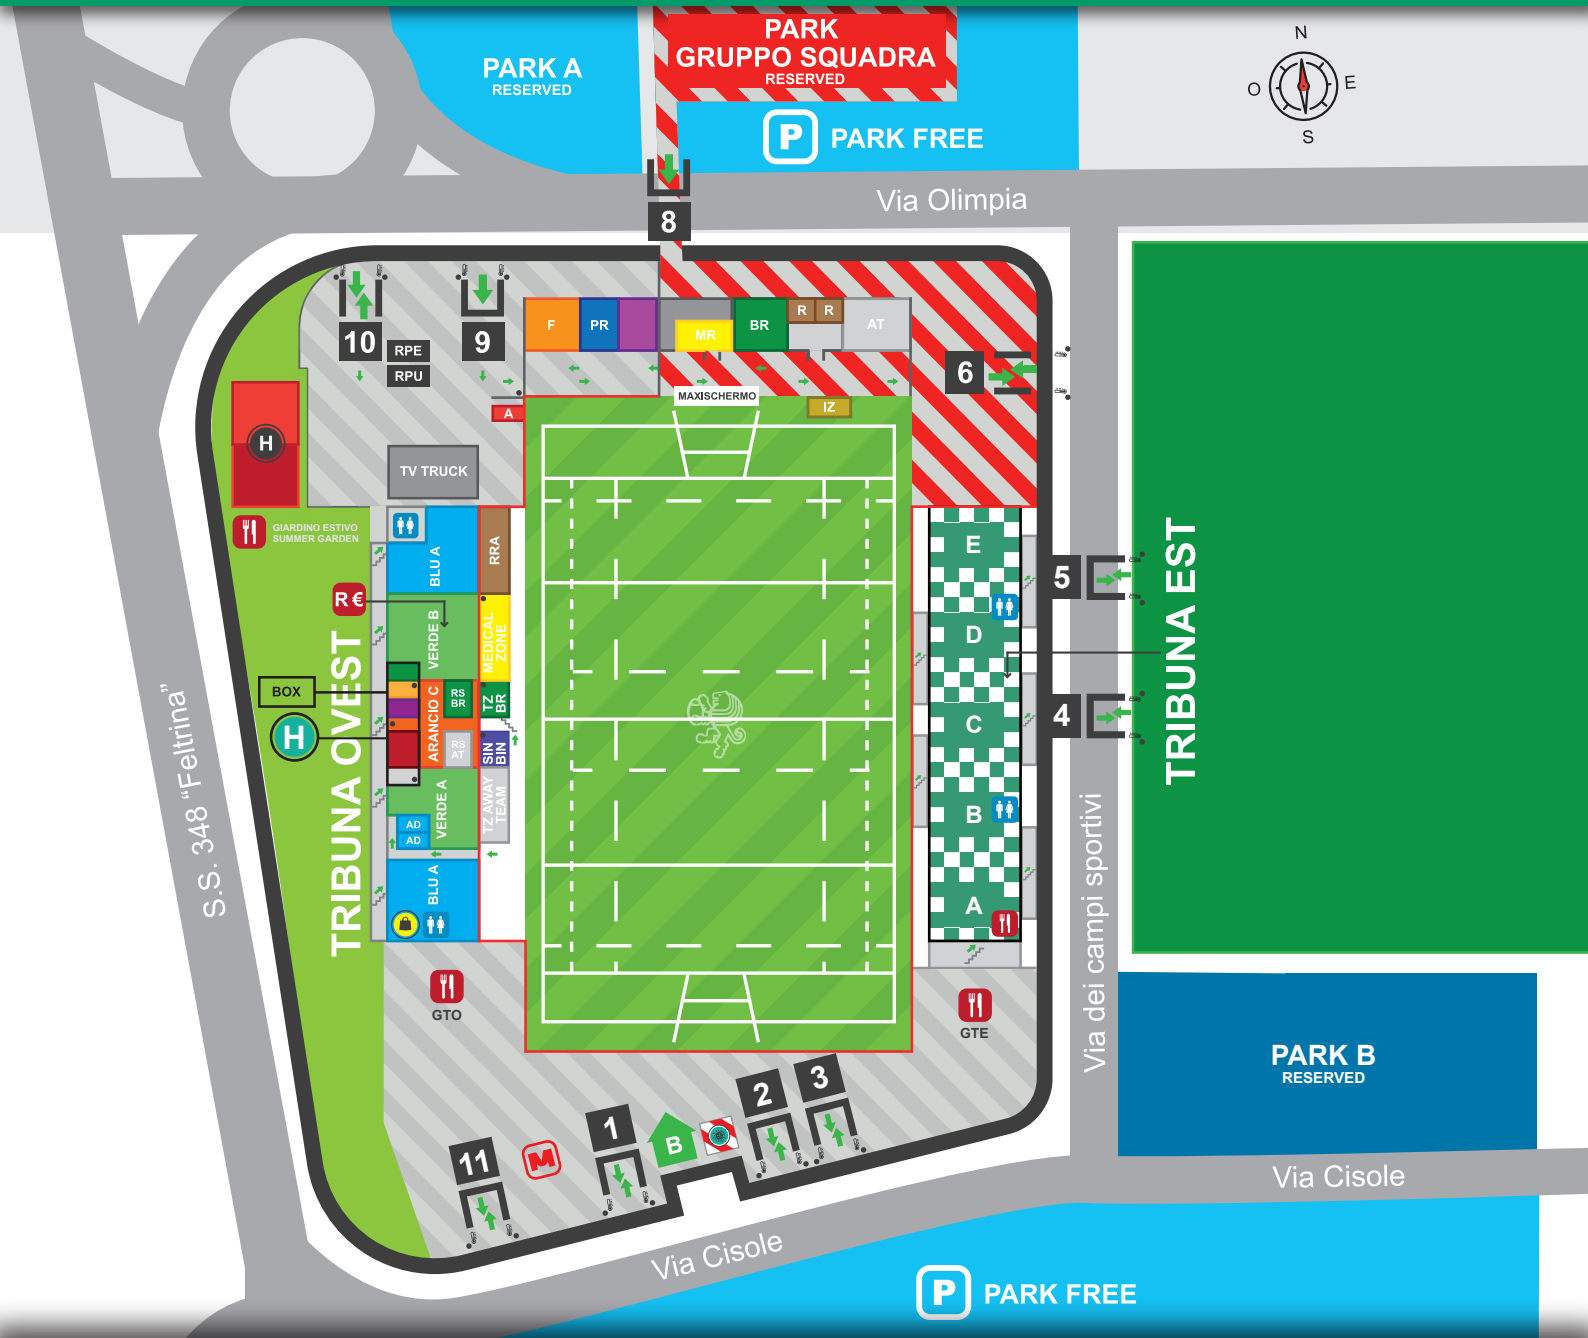 PARK A
RESERVED
PARK
GRUPPO SQUADRA
RESERVED
P PARK FREE
N
O
E
S
Via Olimpia
8
10
RPE
RPU
9
F
PR
MR
BR
R
R
AT
6
MAXISCHERMO
A
IZ
H
TV TRUCK
GIARDINO ESTIVO
SUMMER GARDEN
BLU A
RRA
R €
VERDE B
MEDICAL
ZONE
BOX
H
TRIBUNA OVEST
ARANCIO C
RS
BR
TZ
BR
RS
AT
SIN
BIN
VERDE A
TZ AWAY
TEAM
AD
AD
BLU A
E
D
C
B
A
5
4
TRIBUNA EST
S.S. 348 “Feltrina”
Via dei campi sportivi
GTO
GTE
PARK B
RESERVED
11
M
1
B
2
3
Via Cisole
Via Cisole
P PARK FREE